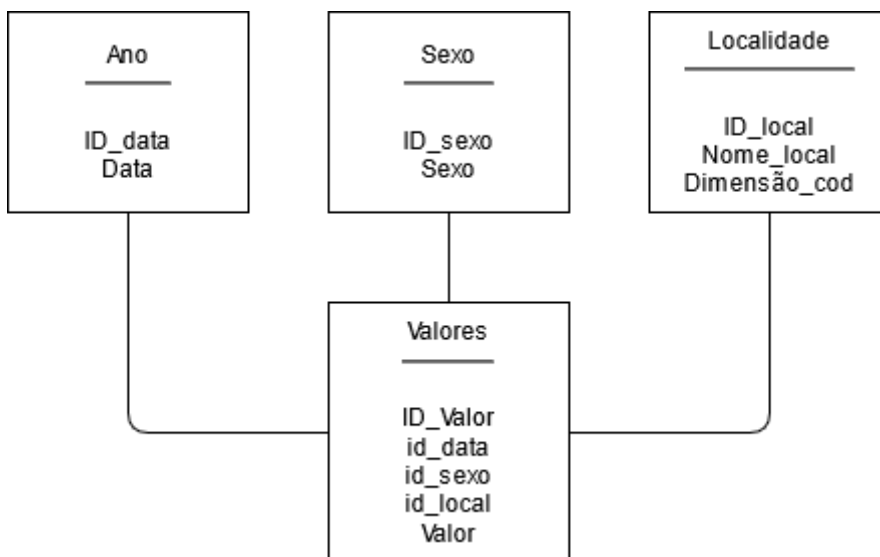 Ano
ID_data
Data
Sexo
ID_sexo
Sexo
Localidade
ID_local
Nome_local
Dimensão_cod
Valores
ID_Valor
id_data
id_sexo
id_local
Valor